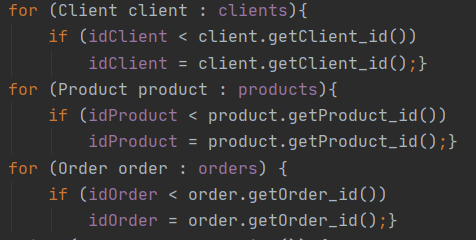 for (Client client : clients){
if (idClient < client.getClient_id())
idClient = client.getClient_id();}
for (Product product : products){
if (idProduct < product.getProduct_id())
idProduct = product.getProduct_id();}
for (Order order : orders) {
if (idOrder < order.getOrder_id())
idOrder = order.getOrder_id();}